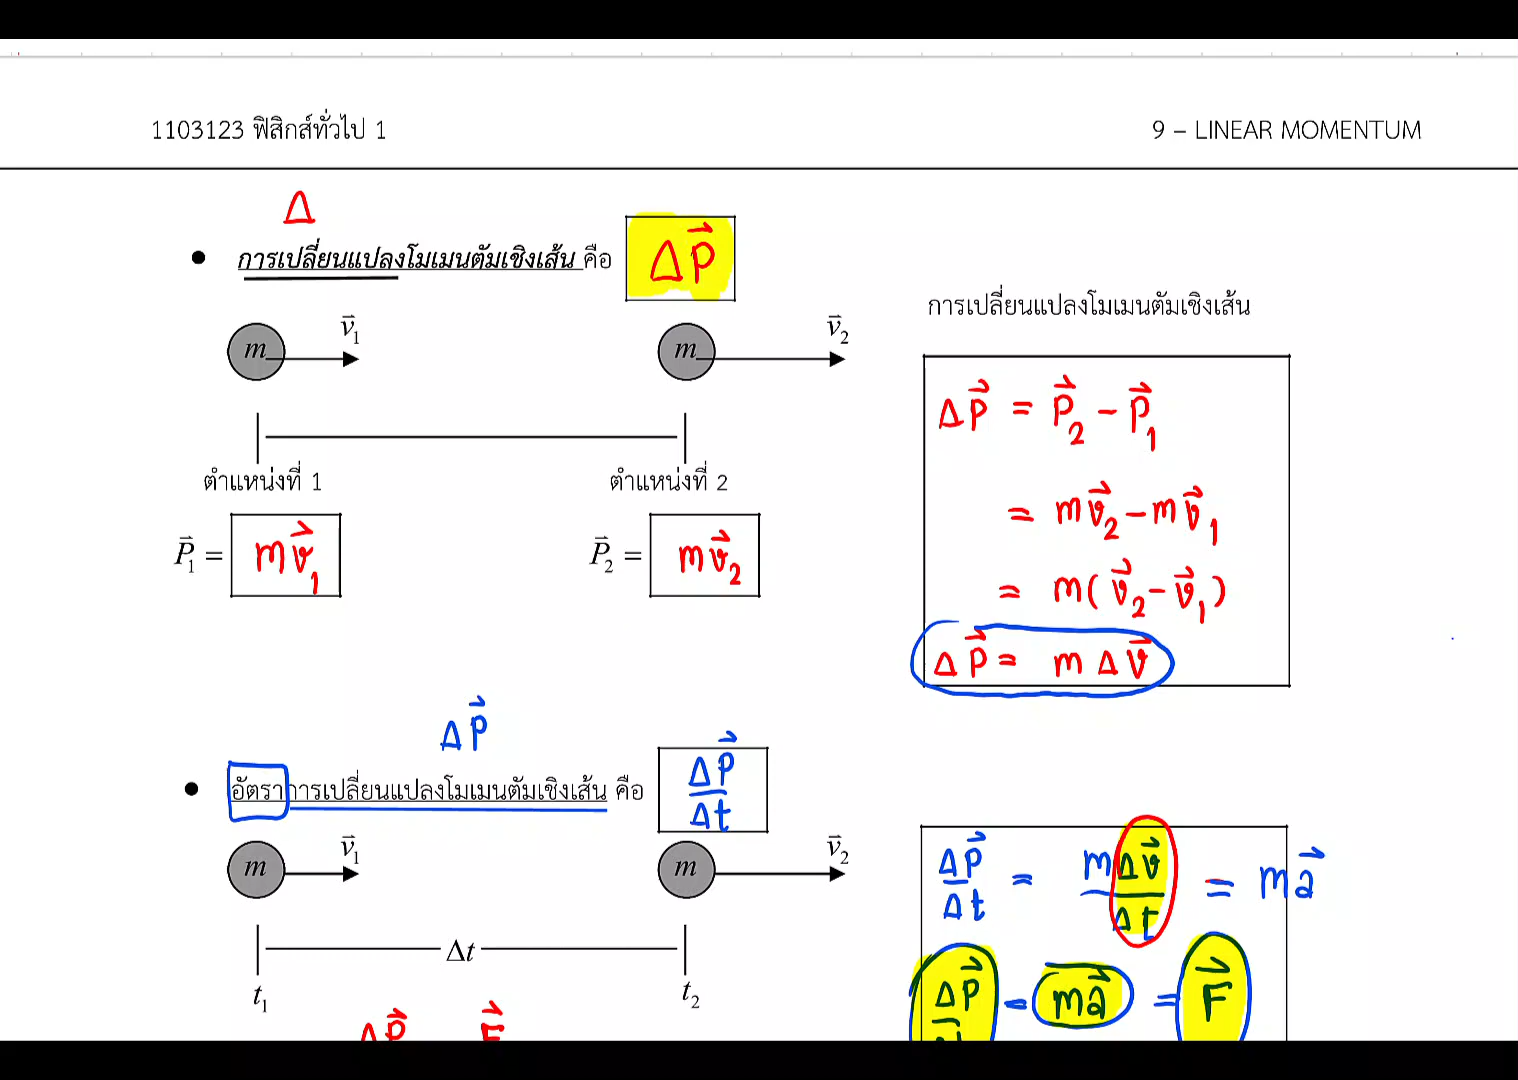 1103123 ฟิสิกส์ทั่วไป 1
9 – LINEAR MOMENTUM
Δ
• การเปลี่ยนแปลงโมเมนตัมเชิงเส้น คือ Δp⃗
m v⃗₁ m v⃗₂
ตำแหน่งที่ 1 ตำแหน่งที่ 2
P⃗₁ = mv⃗₁ P⃗₂ = mv⃗₂
การเปลี่ยนแปลงโมเมนตัมเชิงเส้น
Δp⃗ = p⃗₂ − p⃗₁
= mv⃗₂ − mv⃗₁
= m(v⃗₂ − v⃗₁)
Δp⃗ = mΔv⃗
Δp⃗
• อัตราการเปลี่ยนแปลงโมเมนตัมเชิงเส้น คือ Δp⃗/Δt
m v⃗₁ m v⃗₂
Δt
t₁ t₂
Δp⃗/Δt = mΔv⃗/Δt = ma⃗
Δp⃗ = ma⃗ = F⃗
Δp⃗